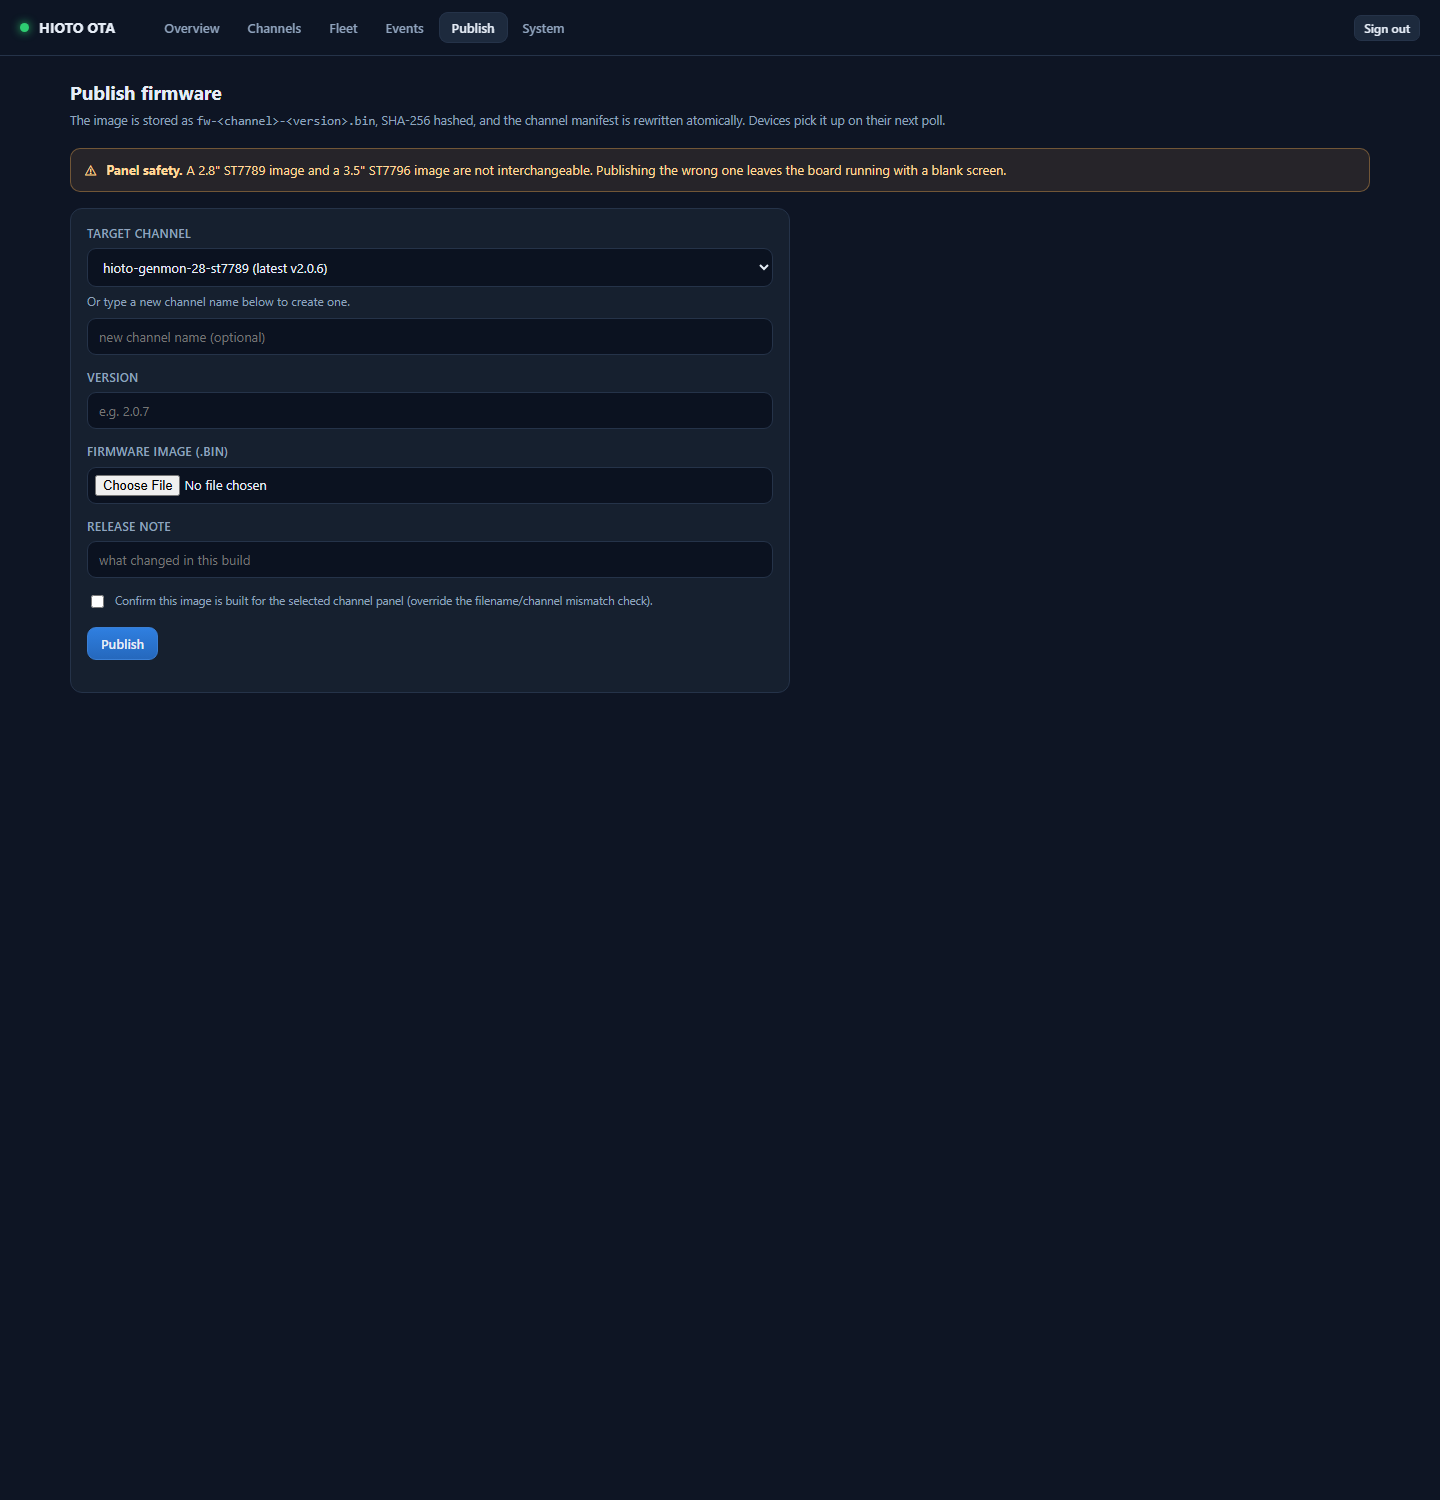 HIOTO OTA
Overview
Channels
Fleet
Events
Publish
System
Sign out
Publish firmware
The image is stored as fw-<channel>-<version>.bin, SHA-256 hashed, and the channel manifest is rewritten atomically. Devices pick it up on their next poll.
⚠ Panel safety. A 2.8" ST7789 image and a 3.5" ST7796 image are not interchangeable. Publishing the wrong one leaves the board running with a blank screen.
TARGET CHANNEL
hioto-genmon-28-st7789 (latest v2.0.6)
Or type a new channel name below to create one.
new channel name (optional)
VERSION
e.g. 2.0.7
FIRMWARE IMAGE (.BIN)
Choose File No file chosen
RELEASE NOTE
what changed in this build
Confirm this image is built for the selected channel panel (override the filename/channel mismatch check).
Publish